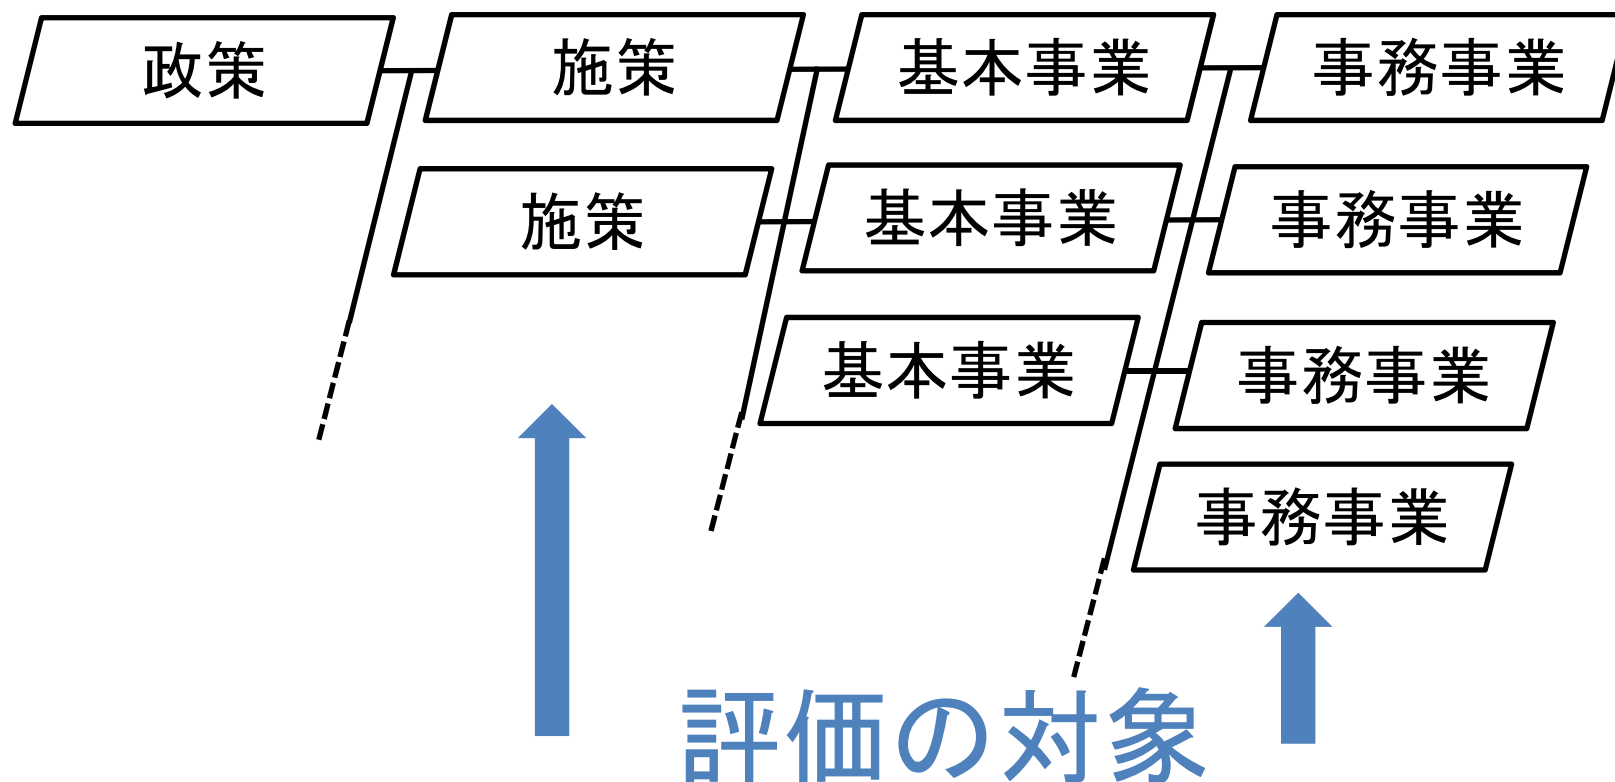 政策 施策 基本事業 事務事業
施策 基本事業 事務事業
基本事業 事務事業
事務事業
評価の対象